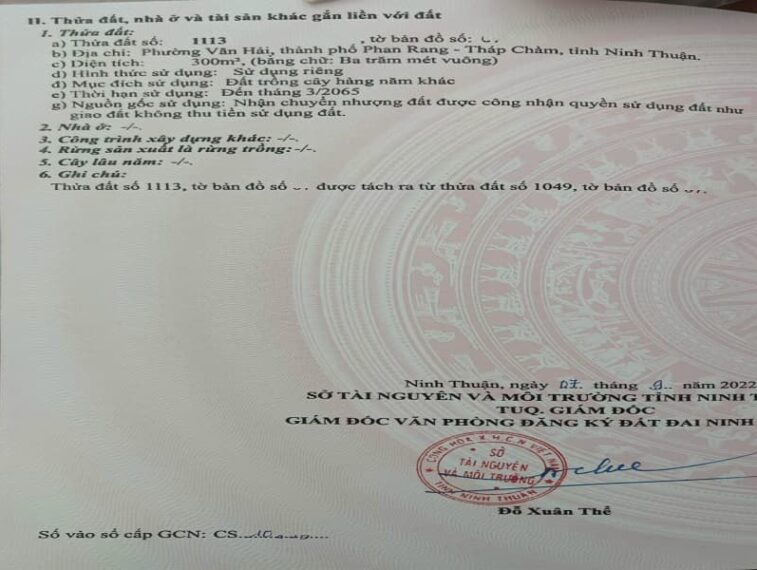 II. Thửa đất, nhà ở và tài sản khác gắn liền với đất
1. Thửa đất:
a) Thửa đất số: 1113 , tờ bản đồ số:
b) Địa chỉ: Phường Văn Hải, thành phố Phan Rang - Tháp Chàm, tỉnh Ninh Thuận.
c) Diện tích: 300m², (bằng chữ: Ba trăm mét vuông)
d) Hình thức sử dụng: Sử dụng riêng
đ) Mục đích sử dụng: Đất trồng cây hàng năm khác
e) Thời hạn sử dụng: Đến tháng 3/2065
g) Nguồn gốc sử dụng: Nhận chuyển nhượng đất được công nhận quyền sử dụng đất như
giao đất không thu tiền sử dụng đất.
2. Nhà ở: -/-.
3. Công trình xây dựng khác: -/-.
4. Rừng sản xuất là rừng trồng: -/-.
5. Cây lâu năm: -/-.
6. Ghi chú:
Thửa đất số 1113, tờ bản đồ số được tách ra từ thửa đất số 1049, tờ bản đồ số
Ninh Thuận, ngày 07 tháng 9 năm 2022
SỞ TÀI NGUYÊN VÀ MÔI TRƯỜNG TỈNH NINH T
TUQ. GIÁM ĐỐC
GIÁM ĐỐC VĂN PHÒNG ĐĂNG KÝ ĐẤT ĐAI NINH
CỘNG HÒA X.H.C.N VIỆT NAM
SỞ
TÀI NGUYÊN
VÀ MÔI TRƯỜNG
TỈNH NINH THUẬN
Đỗ Xuân Thế
Số vào sổ cấp GCN: CS